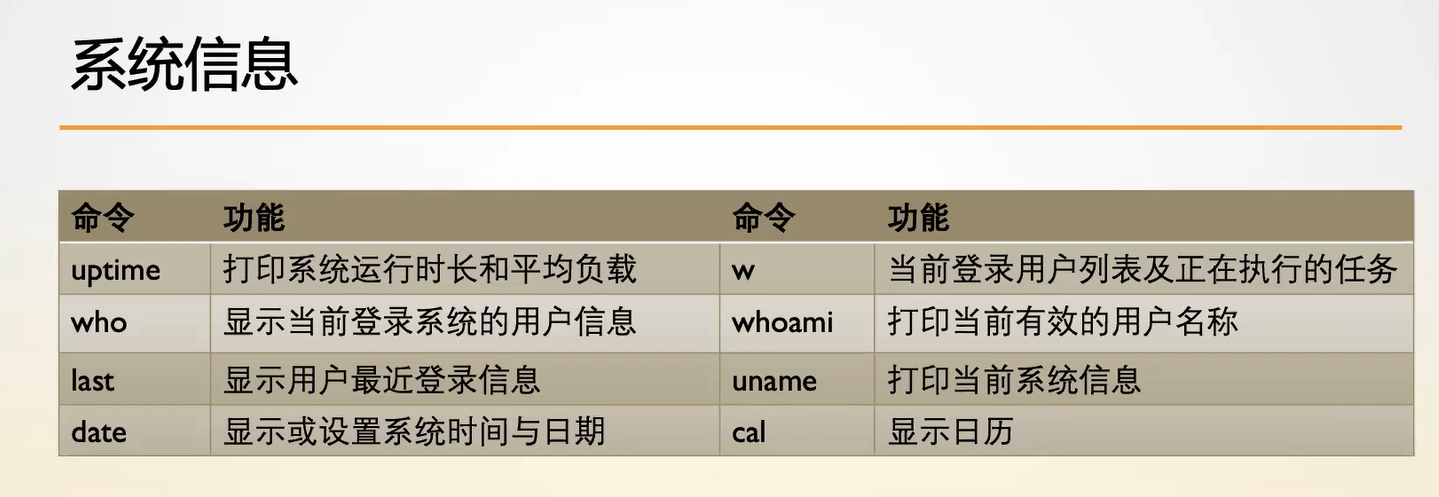 系统信息
命令 功能 命令 功能
uptime 打印系统运行时长和平均负载 w 当前登录用户列表及正在执行的任务
who 显示当前登录系统的用户信息 whoami 打印当前有效的用户名称
last 显示用户最近登录信息 uname 打印当前系统信息
date 显示或设置系统时间与日期 cal 显示日历